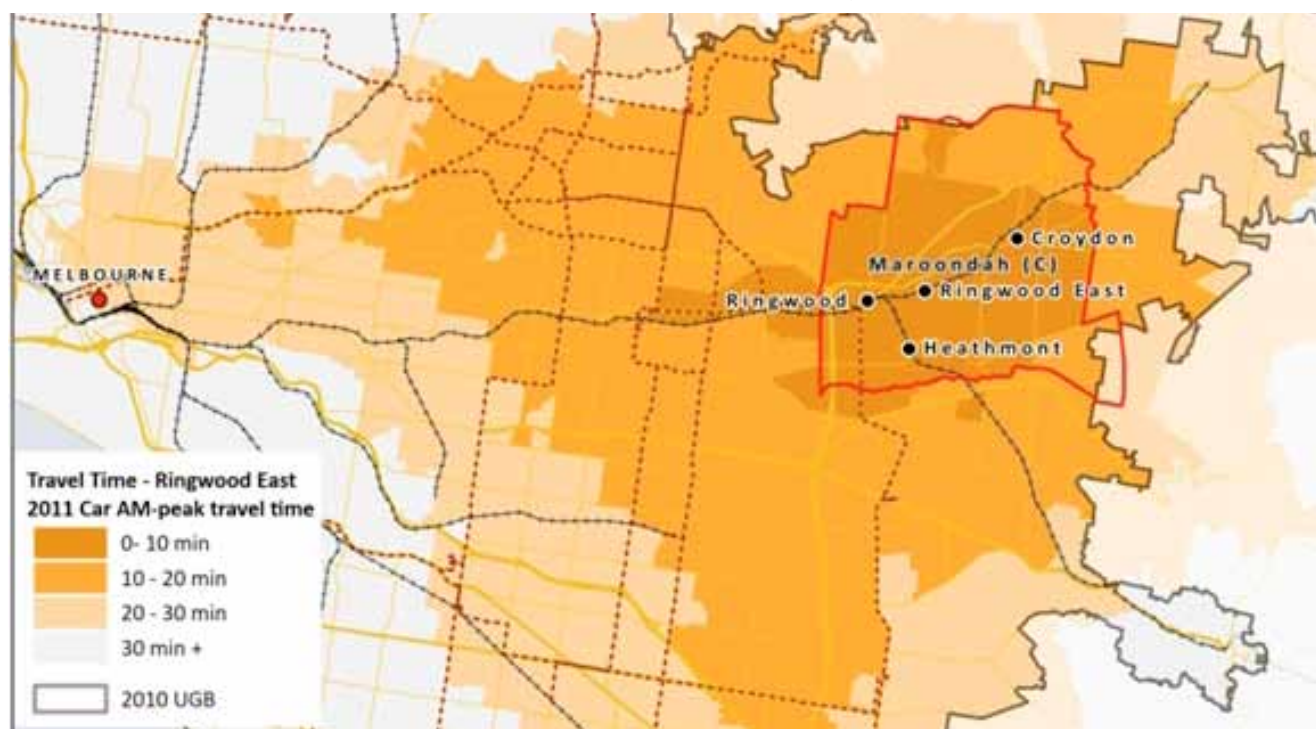 MELBOURNE
Croydon
Maroondah (C)
Ringwood
Ringwood East
Heathmont
Travel Time - Ringwood East
2011 Car AM-peak travel time
0- 10 min
10 - 20 min
20 - 30 min
30 min +
2010 UGB